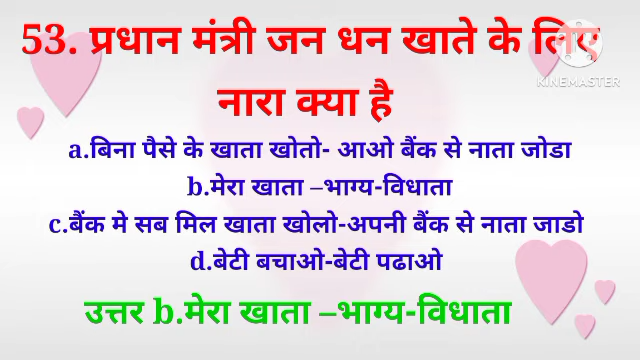 53. प्रधान मंत्री जन धन खाते के लिए
KINEMASTER
नारा क्या है
a.बिना पैसे के खाता खोतो- आओ बैंक से नाता जोडा
b.मेरा खाता –भाग्य-विधाता
c.बैंक मे सब मिल खाता खोलो-अपनी बैंक से नाता जाडो
d.बेटी बचाओ-बेटी पढाओ
उत्तर b.मेरा खाता –भाग्य-विधाता